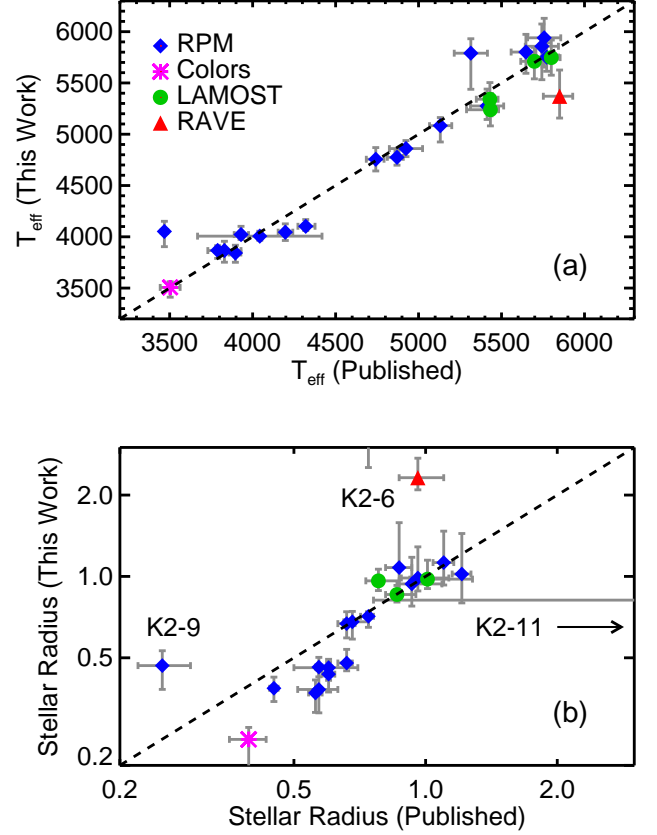 6000
5500
5000
4500
4000
3500
T_eff (This Work)
RPM
Colors
LAMOST
RAVE
(a)
3500 4000 4500 5000 5500 6000
T_eff (Published)
2.0
1.0
0.5
0.2
Stellar Radius (This Work)
K2-6
K2-9
K2-11
(b)
0.2 0.5 1.0 2.0
Stellar Radius (Published)